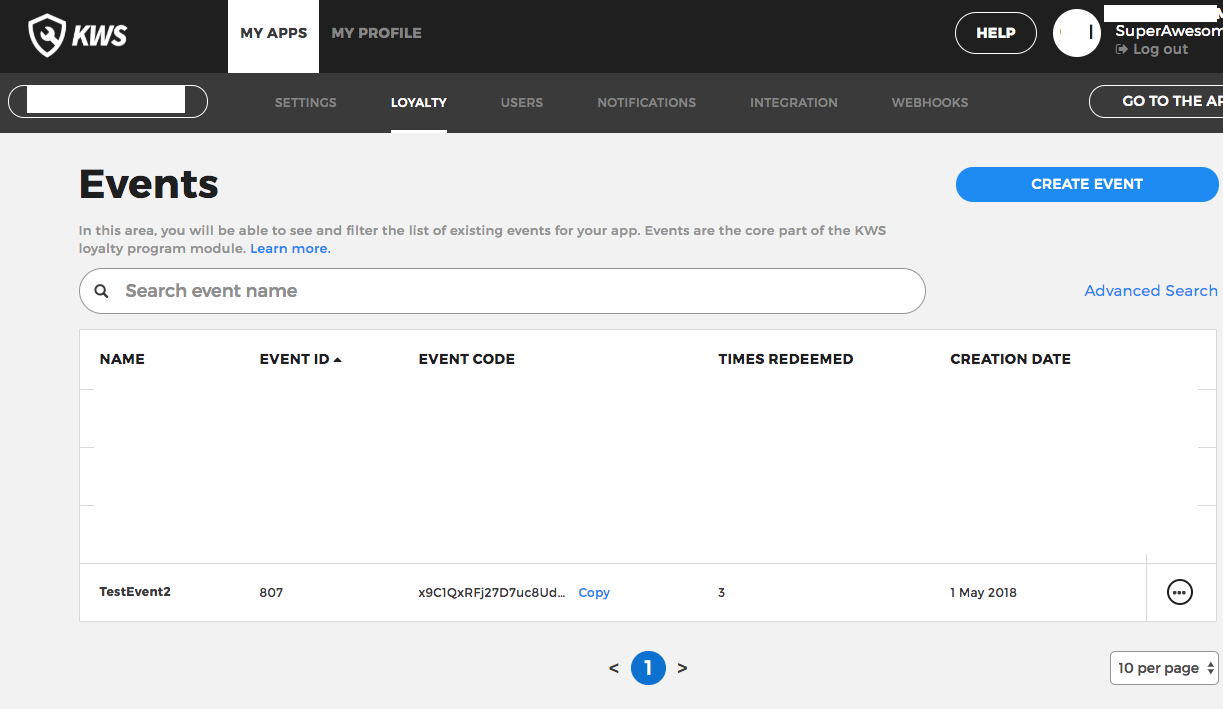 KWS
MY APPS
MY PROFILE
HELP
SuperAwesom
Log out
SETTINGS
LOYALTY
USERS
NOTIFICATIONS
INTEGRATION
WEBHOOKS
GO TO THE AP
Events
CREATE EVENT
In this area, you will be able to see and filter the list of existing events for your app. Events are the core part of the KWS
loyalty program module. Learn more.
Search event name
Advanced Search
NAME EVENT ID EVENT CODE TIMES REDEEMED CREATION DATE
TestEvent2 807 x9C1QxRFj27D7uc8Ud... Copy 3 1 May 2018
< 1 >
10 per page